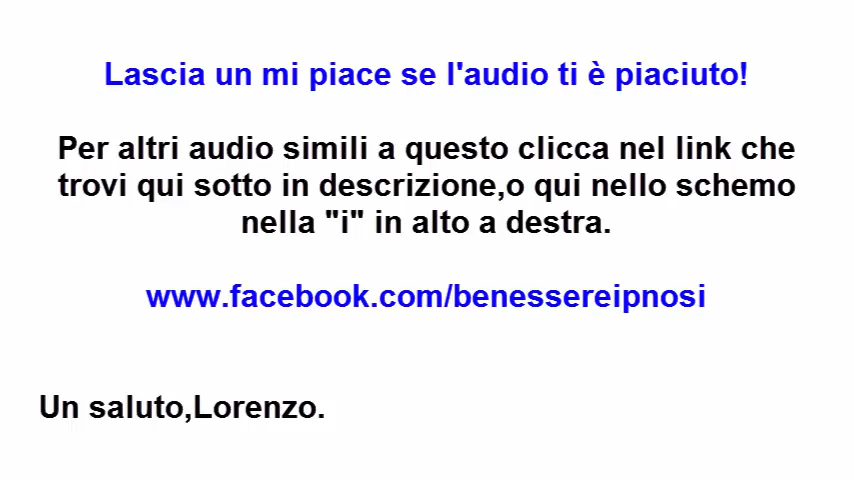 Lascia un mi piace se l'audio ti è piaciuto!
Per altri audio simili a questo clicca nel link che
trovi qui sotto in descrizione,o qui nello schemo
nella "i" in alto a destra.
www.facebook.com/benessereipnosi
Un saluto,Lorenzo.